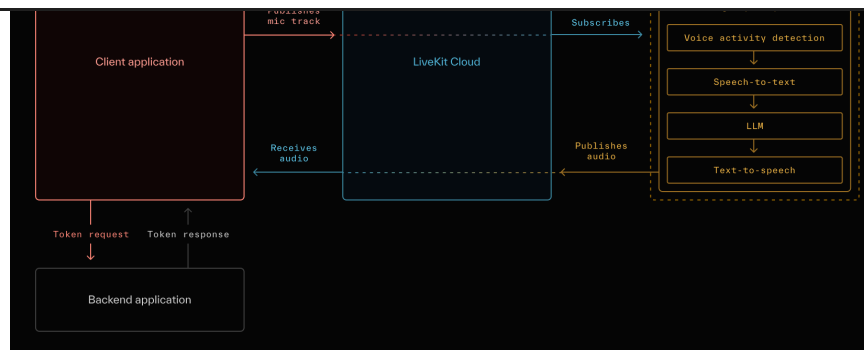 Publishes
mic track
Subscribes
Voice activity detection
Client application
LiveKit Cloud
Speech-to-text
LLM
Receives
audio
Publishes
audio
Text-to-speech
Token request
Token response
Backend application